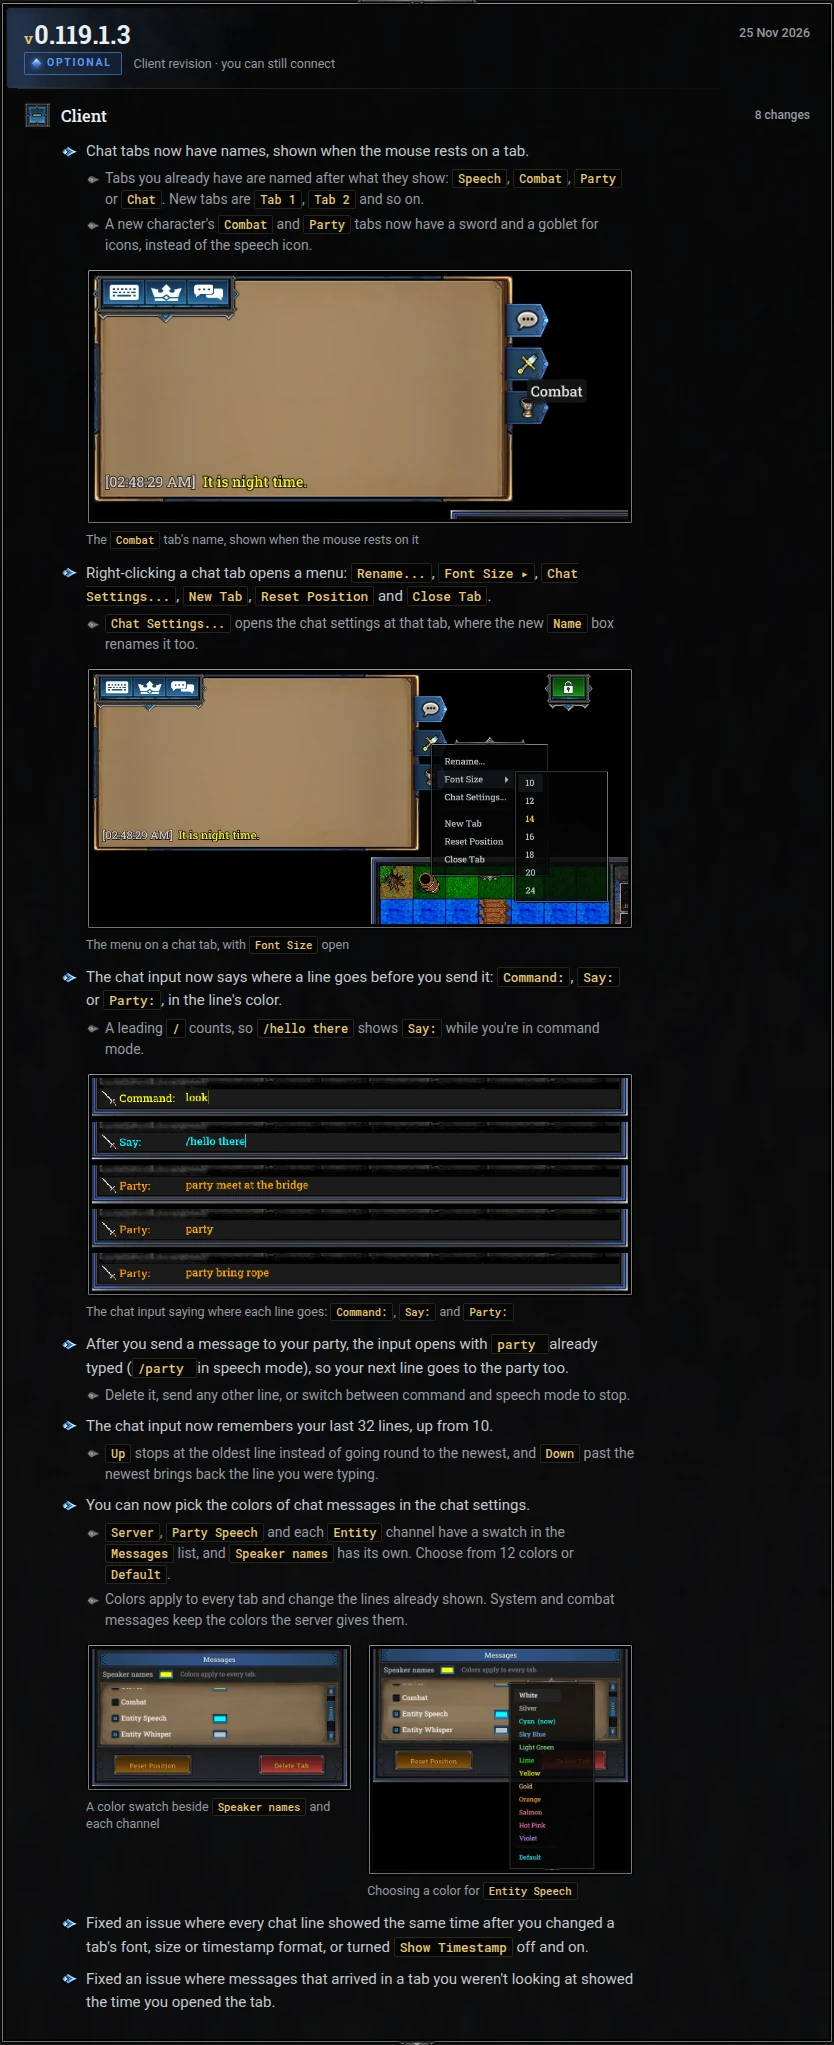 v0.119.1.3
25 Nov 2026
OPTIONAL
Client revision · you can still connect
Client
8 changes
Chat tabs now have names, shown when the mouse rests on a tab.
Tabs you already have are named after what they show: Speech, Combat, Party
or Chat. New tabs are Tab 1, Tab 2 and so on.
A new character's Combat and Party tabs now have a sword and a goblet for
icons, instead of the speech icon.
Combat
[02:48:29 AM] It is night time.
The Combat tab's name, shown when the mouse rests on it
Right-clicking a chat tab opens a menu: Rename..., Font Size ▸, Chat
Settings..., New Tab, Reset Position and Close Tab.
Chat Settings... opens the chat settings at that tab, where the new Name box
renames it too.
Rename...
Font Size
Chat Settings...
New Tab
Reset Position
Close Tab
10
12
14
16
18
20
24
[02:48:29 AM] It is night time.
The menu on a chat tab, with Font Size open
The chat input now says where a line goes before you send it: Command:, Say:
or Party:, in the line's color.
A leading / counts, so /hello there shows Say: while you're in command
mode.
Command: look
Say: /hello there
Party: party meet at the bridge
Party: party
Party: party bring rope
The chat input saying where each line goes: Command:, Say: and Party:
After you send a message to your party, the input opens with party already
typed (/party in speech mode), so your next line goes to the party too.
Delete it, send any other line, or switch between command and speech mode to stop.
The chat input now remembers your last 32 lines, up from 10.
Up stops at the oldest line instead of going round to the newest, and Down past the
newest brings back the line you were typing.
You can now pick the colors of chat messages in the chat settings.
Server, Party Speech and each Entity channel have a swatch in the
Messages list, and Speaker names has its own. Choose from 12 colors or
Default.
Colors apply to every tab and change the lines already shown. System and combat
messages keep the colors the server gives them.
Messages
Speaker names Colors apply to every tab.
Combat
Entity Speech
Entity Whisper
Reset Position
Delete Tab
A color swatch beside Speaker names and
each channel
Messages
Speaker names Colors apply to every tab.
Combat
Entity Speech
Entity Whisper
Reset Position
Delete Tab
White
Silver
Cyan (now)
Sky Blue
Light Green
Lime
Yellow
Gold
Orange
Salmon
Hot Pink
Violet
Default
Choosing a color for Entity Speech
Fixed an issue where every chat line showed the same time after you changed a
tab's font, size or timestamp format, or turned Show Timestamp off and on.
Fixed an issue where messages that arrived in a tab you weren't looking at showed
the time you opened the tab.